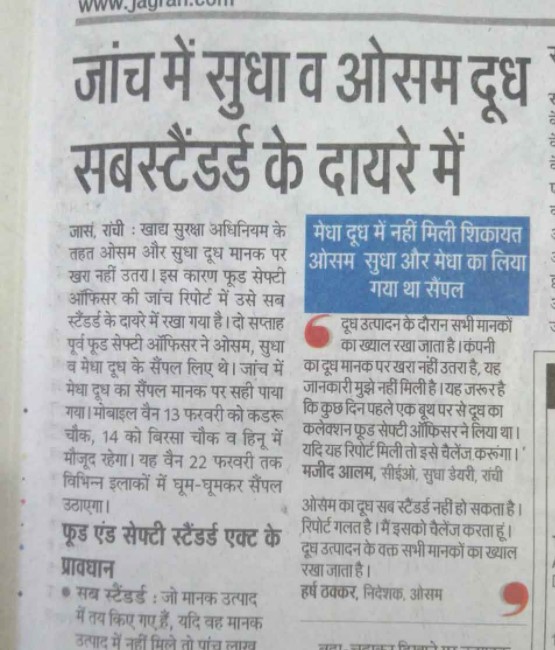 www.jagran.com
जांच में सुधा व ओसम दूध
सबस्टैंडर्ड के दायरे में
जासं, रांची : खाद्य सुरक्षा अधिनियम के
तहत ओसम और सुधा दूध मानक पर
खरा नहीं उतरा। इस कारण फूड सेफ्टी
ऑफिसर की जांच रिपोर्ट में उसे सब
स्टैंडर्ड के दायरे में रखा गया है। दो सप्ताह
पूर्व फूड सेफ्टी ऑफिसर ने ओसम, सुधा
व मेधा दूध के सैंपल लिए थे। जांच में
मेधा दूध का सैंपल मानक पर सही पाया
गया। मोबाइल वैन 13 फरवरी को कडरू
चौक, 14 को बिरसा चौक व हिनू में
मौजूद रहेगा। यह वैन 22 फरवरी तक
विभिन्न इलाकों में घूम-घूमकर सैंपल
उठाएगा।
फूड एंड सेफ्टी स्टैंडर्ड एक्ट के
प्रावधान
● सब स्टैंडर्ड : जो मानक उत्पाद
में तय किए गए हैं, यदि वह मानक
उत्पाद में नहीं मिले तो पांच लाख
मेधा दूध में नहीं मिली शिकायत
ओसम सुधा और मेधा का लिया
गया था सैंपल
दूध उत्पादन के दौरान सभी मानकों
का ख्याल रखा जाता है। कंपनी
का दूध मानक पर खरा नहीं उतरा है, यह
जानकारी मुझे नहीं मिली है। यह जरूर है
कि कुछ दिन पहले एक बूथ पर से दूध का
कलेक्शन फूड सेफ्टी ऑफिसर ने लिया था।
यदि यह रिपोर्ट मिली तो इसे चैलेंज करूंगा।'
मजीद आलम, सीईओ, सुधा डेयरी, रांची
ओसम का दूध सब स्टैंडर्ड नहीं हो सकता है।
रिपोर्ट गलत है। मैं इसको चैलेंज करता हूं।
दूध उत्पादन के वक्त सभी मानकों का ख्याल
रखा जाता है।
हर्ष ठक्कर, निदेशक, ओसम